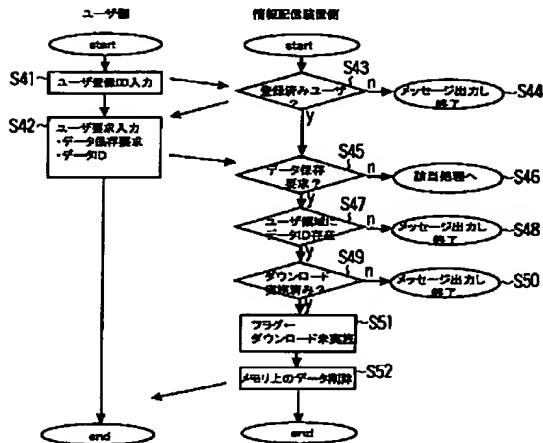 ユーザ側
情報配信装置側
start
start
S41
ユーザ登録ID入力
S43
登録済みユーザ
?
n
メッセージ出力し
終了
S44
y
S42
ユーザ要求入力
・データ保存要求
・データID
S45
データ保存
要求?
n
該当処理へ
S46
y
S47
ユーザ領域に
データID存在
n
メッセージ出力し
終了
S48
y
S49
ダウンロード
実施済み?
n
メッセージ出力し
終了
S50
y
フラグー
ダウンロード未実施
S51
メモリ上のデータ削除
S52
end
end